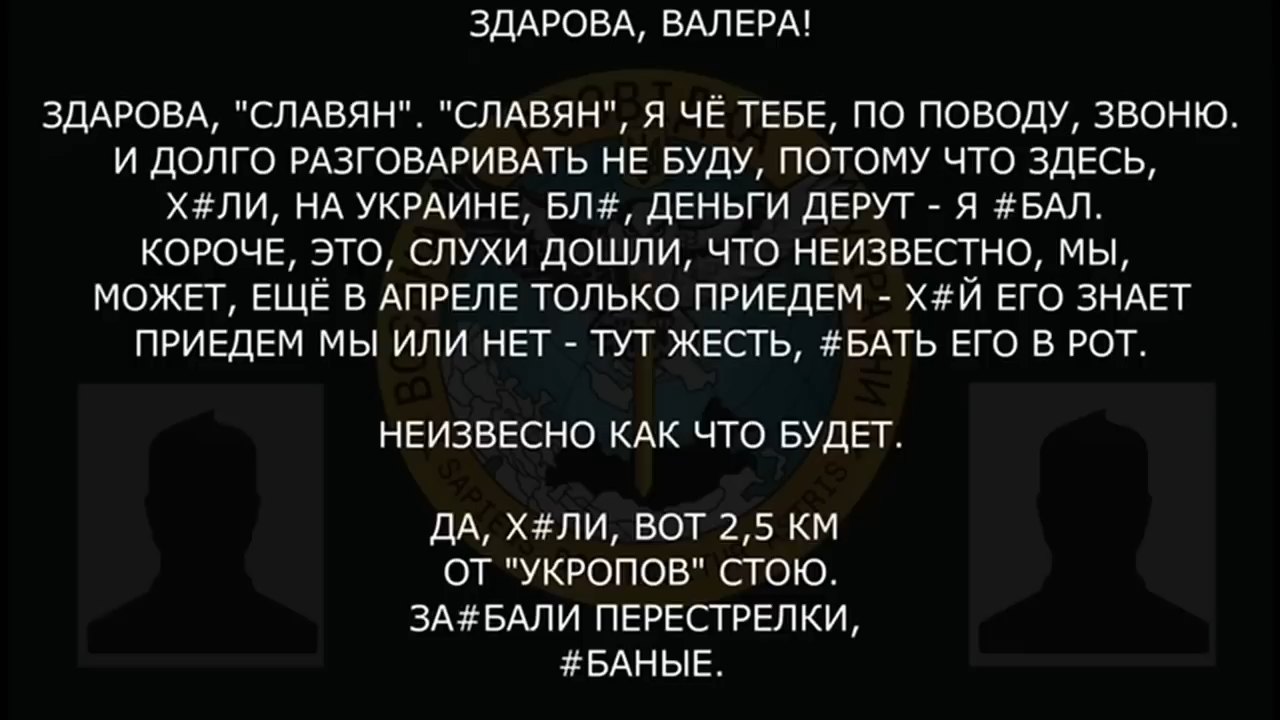 ЗДАРОВА, ВАЛЕРА!
ЗДАРОВА, "СЛАВЯН". "СЛАВЯН", Я ЧЁ ТЕБЕ, ПО ПОВОДУ, ЗВОНЮ.
И ДОЛГО РАЗГОВАРИВАТЬ НЕ БУДУ, ПОТОМУ ЧТО ЗДЕСЬ,
Х#ЛИ, НА УКРАИНЕ, БЛ#, ДЕНЬГИ ДЕРУТ - Я #БАЛ.
КОРОЧЕ, ЭТО, СЛУХИ ДОШЛИ, ЧТО НЕИЗВЕСТНО, МЫ,
МОЖЕТ, ЕЩЁ В АПРЕЛЕ ТОЛЬКО ПРИЕДЕМ - Х#Й ЕГО ЗНАЕТ
ПРИЕДЕМ МЫ ИЛИ НЕТ - ТУТ ЖЕСТЬ, #БАТЬ ЕГО В РОТ.
НЕИЗВЕСНО КАК ЧТО БУДЕТ.
ДА, Х#ЛИ, ВОТ 2,5 КМ
ОТ "УКРОПОВ" СТОЮ.
ЗА#БАЛИ ПЕРЕСТРЕЛКИ,
#БАНЫЕ.